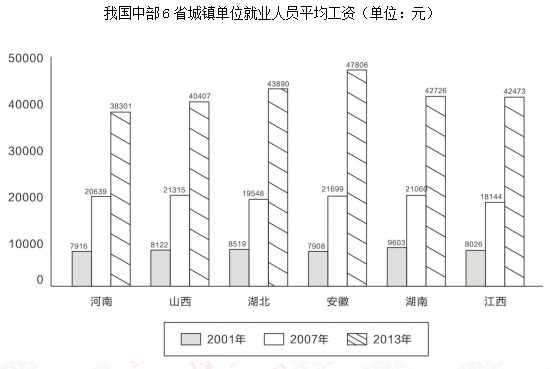 我国中部6省城镇单位就业人员平均工资（单位：元）
50000
40000
30000
20000
10000
0
7916 20639 38301
8122 21315 40407
8519 19548 43890
7908 21699 47806
9603 21060 42726
8026 18144 42473
河南 山西 湖北 安徽 湖南 江西
2001年 2007年 2013年